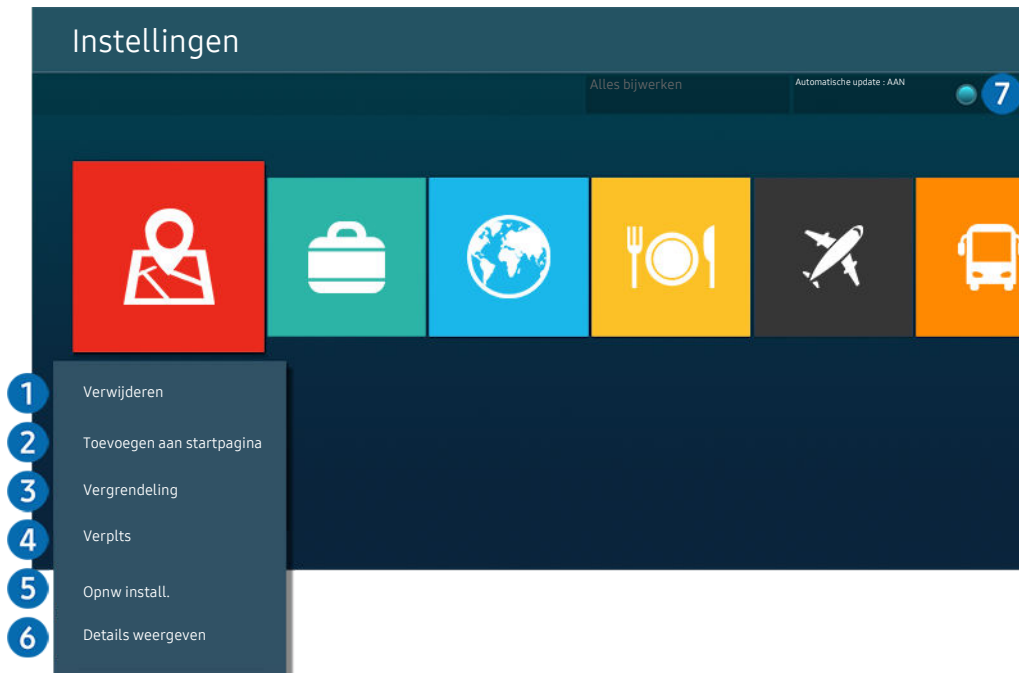 Instellingen
Alles bijwerken
Automatische update : AAN
7
1 Verwijderen
2 Toevoegen aan startpagina
3 Vergrendeling
4 Verplts
5 Opnw install.
6 Details weergeven